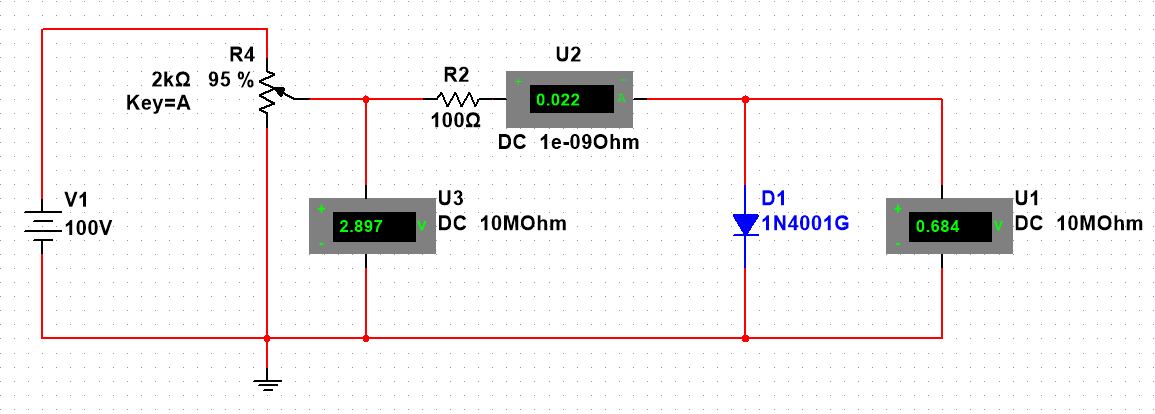 U2
R4
R2
2kΩ 95 %
Key=A
+ 0.022 - A
100Ω
DC 1e-09Ohm
V1
100V
U3
+ 2.897 V -
DC 10MOhm
D1
1N4001G
U1
+ 0.684 V -
DC 10MOhm